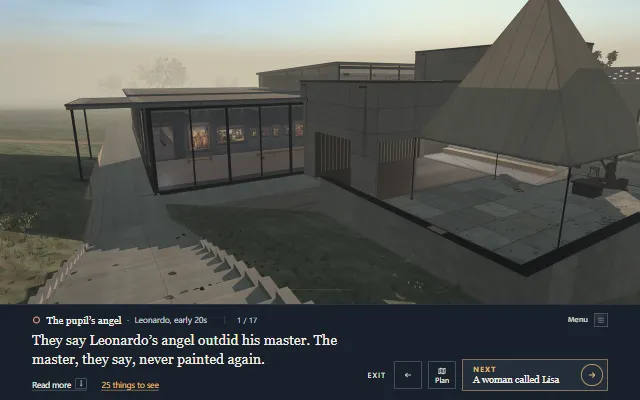 The pupil's angel · Leonardo, early 20s 1 / 17
Menu
They say Leonardo's angel outdid his master. The
master, they say, never painted again.
Read more i 25 things to see
EXIT ← Plan
NEXT
A woman called Lisa →